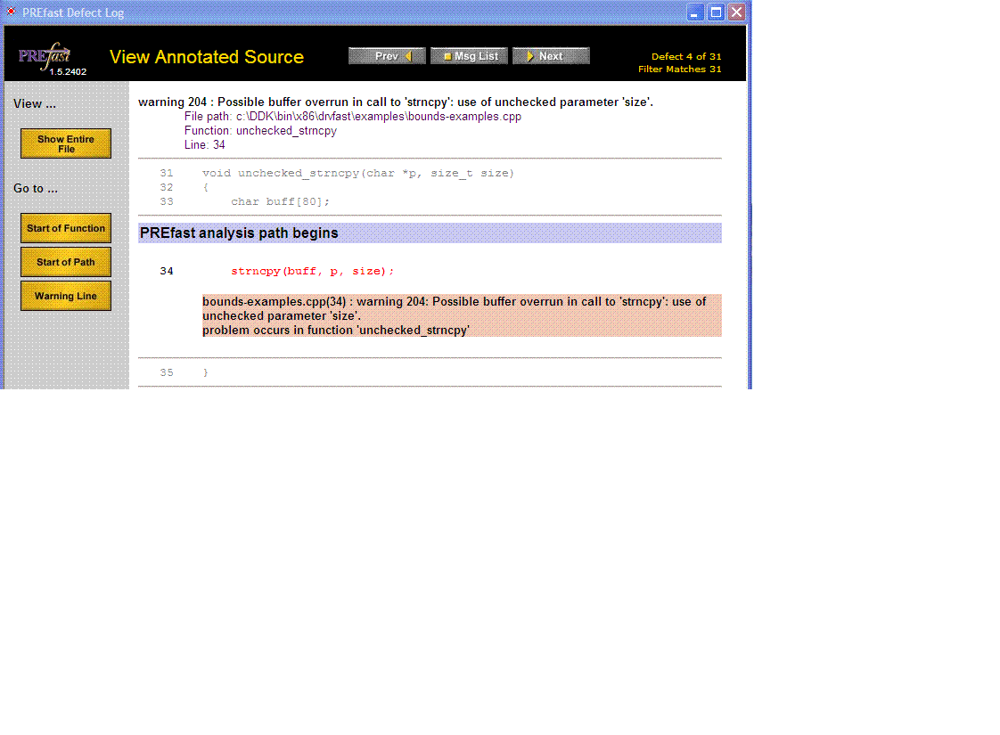 PREfast Defect Log
PREfast
1.5.2402
View Annotated Source
Prev
Msg List
Next
Defect 4 of 31
Filter Matches 31
View ...
Show Entire
File
Go to ...
Start of Function
Start of Path
Warning Line
warning 204 : Possible buffer overrun in call to 'strncpy': use of unchecked parameter 'size'.
File path: c:\DDK\bin\x86\drvfast\examples\bounds-examples.cpp
Function: unchecked_strncpy
Line: 34
31 void unchecked_strncpy(char *p, size_t size)
32 {
33 char buff[80];
PREfast analysis path begins
34 strncpy(buff, p, size);
bounds-examples.cpp(34) : warning 204: Possible buffer overrun in call to 'strncpy': use of
unchecked parameter 'size'.
problem occurs in function 'unchecked_strncpy'
35 }